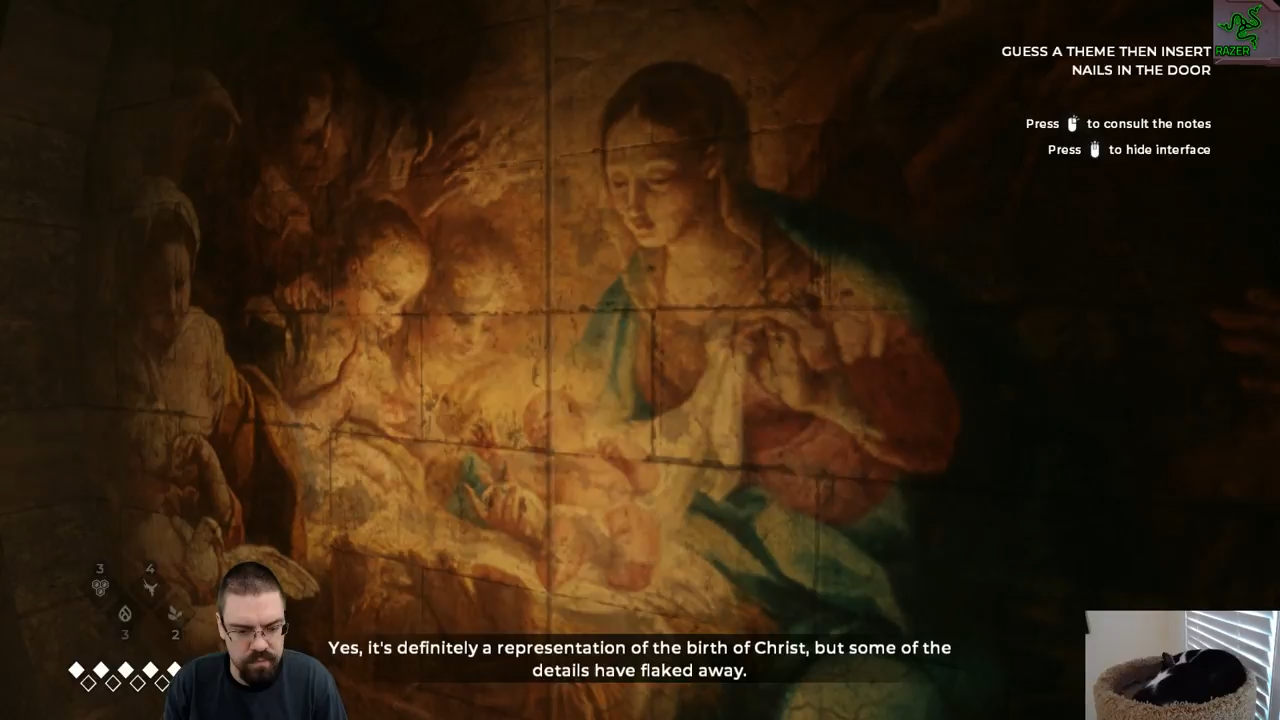 GUESS A THEME THEN INSERT
NAILS IN THE DOOR
RAZER
Press to consult the notes
Press to hide interface
3 4
3 2
Yes, it's definitely a representation of the birth of Christ, but some of the
details have flaked away.